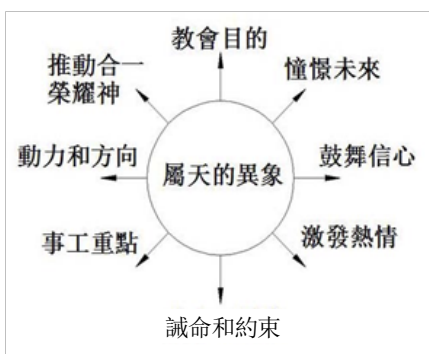 教會目的
推動合一
榮耀神
憧憬未來
動力和方向
屬天的異象
鼓舞信心
事工重點
激發熱情
誡命和約束